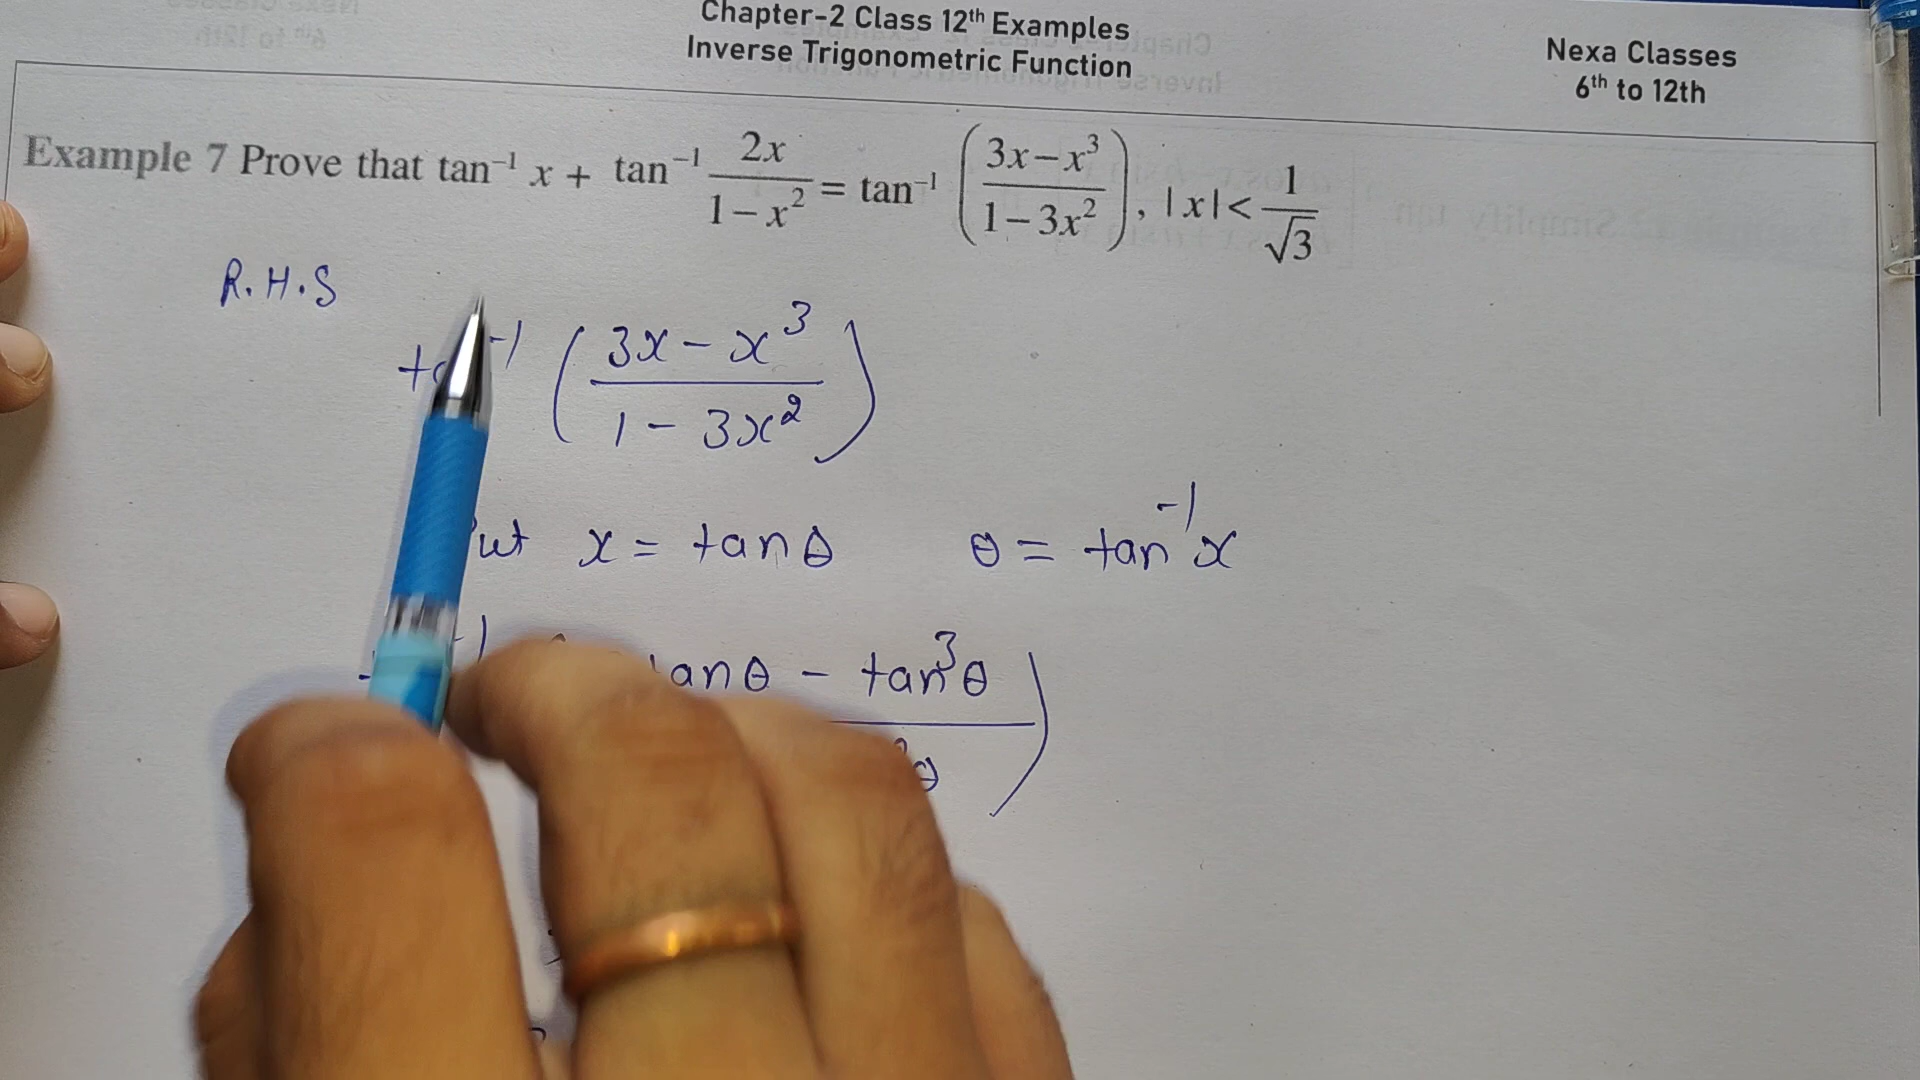 Chapter-2 Class 12th Examples
Inverse Trigonometric Function
Nexa Classes
6th to 12th
Example 7 Prove that tan⁻¹ x + tan⁻¹ 2x/(1–x²) = tan⁻¹ ((3x–x³)/(1–3x²)), |x| < 1/√3
R.H.S
⁻¹ ((3x – x³)/(1 – 3x²))
x = tanθ θ = tan⁻¹x
tanθ – tan³θ